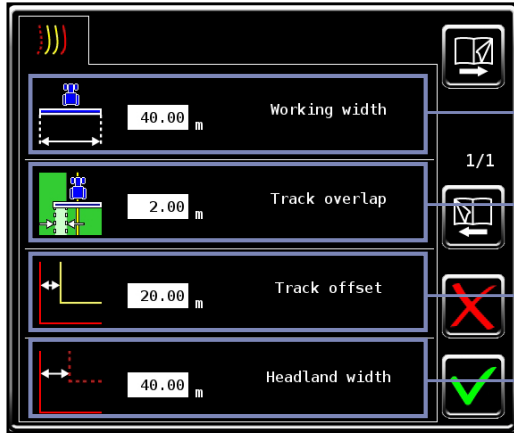 40.00 m Working width
1/1
2.00 m Track overlap
20.00 m Track offset
40.00 m Headland width